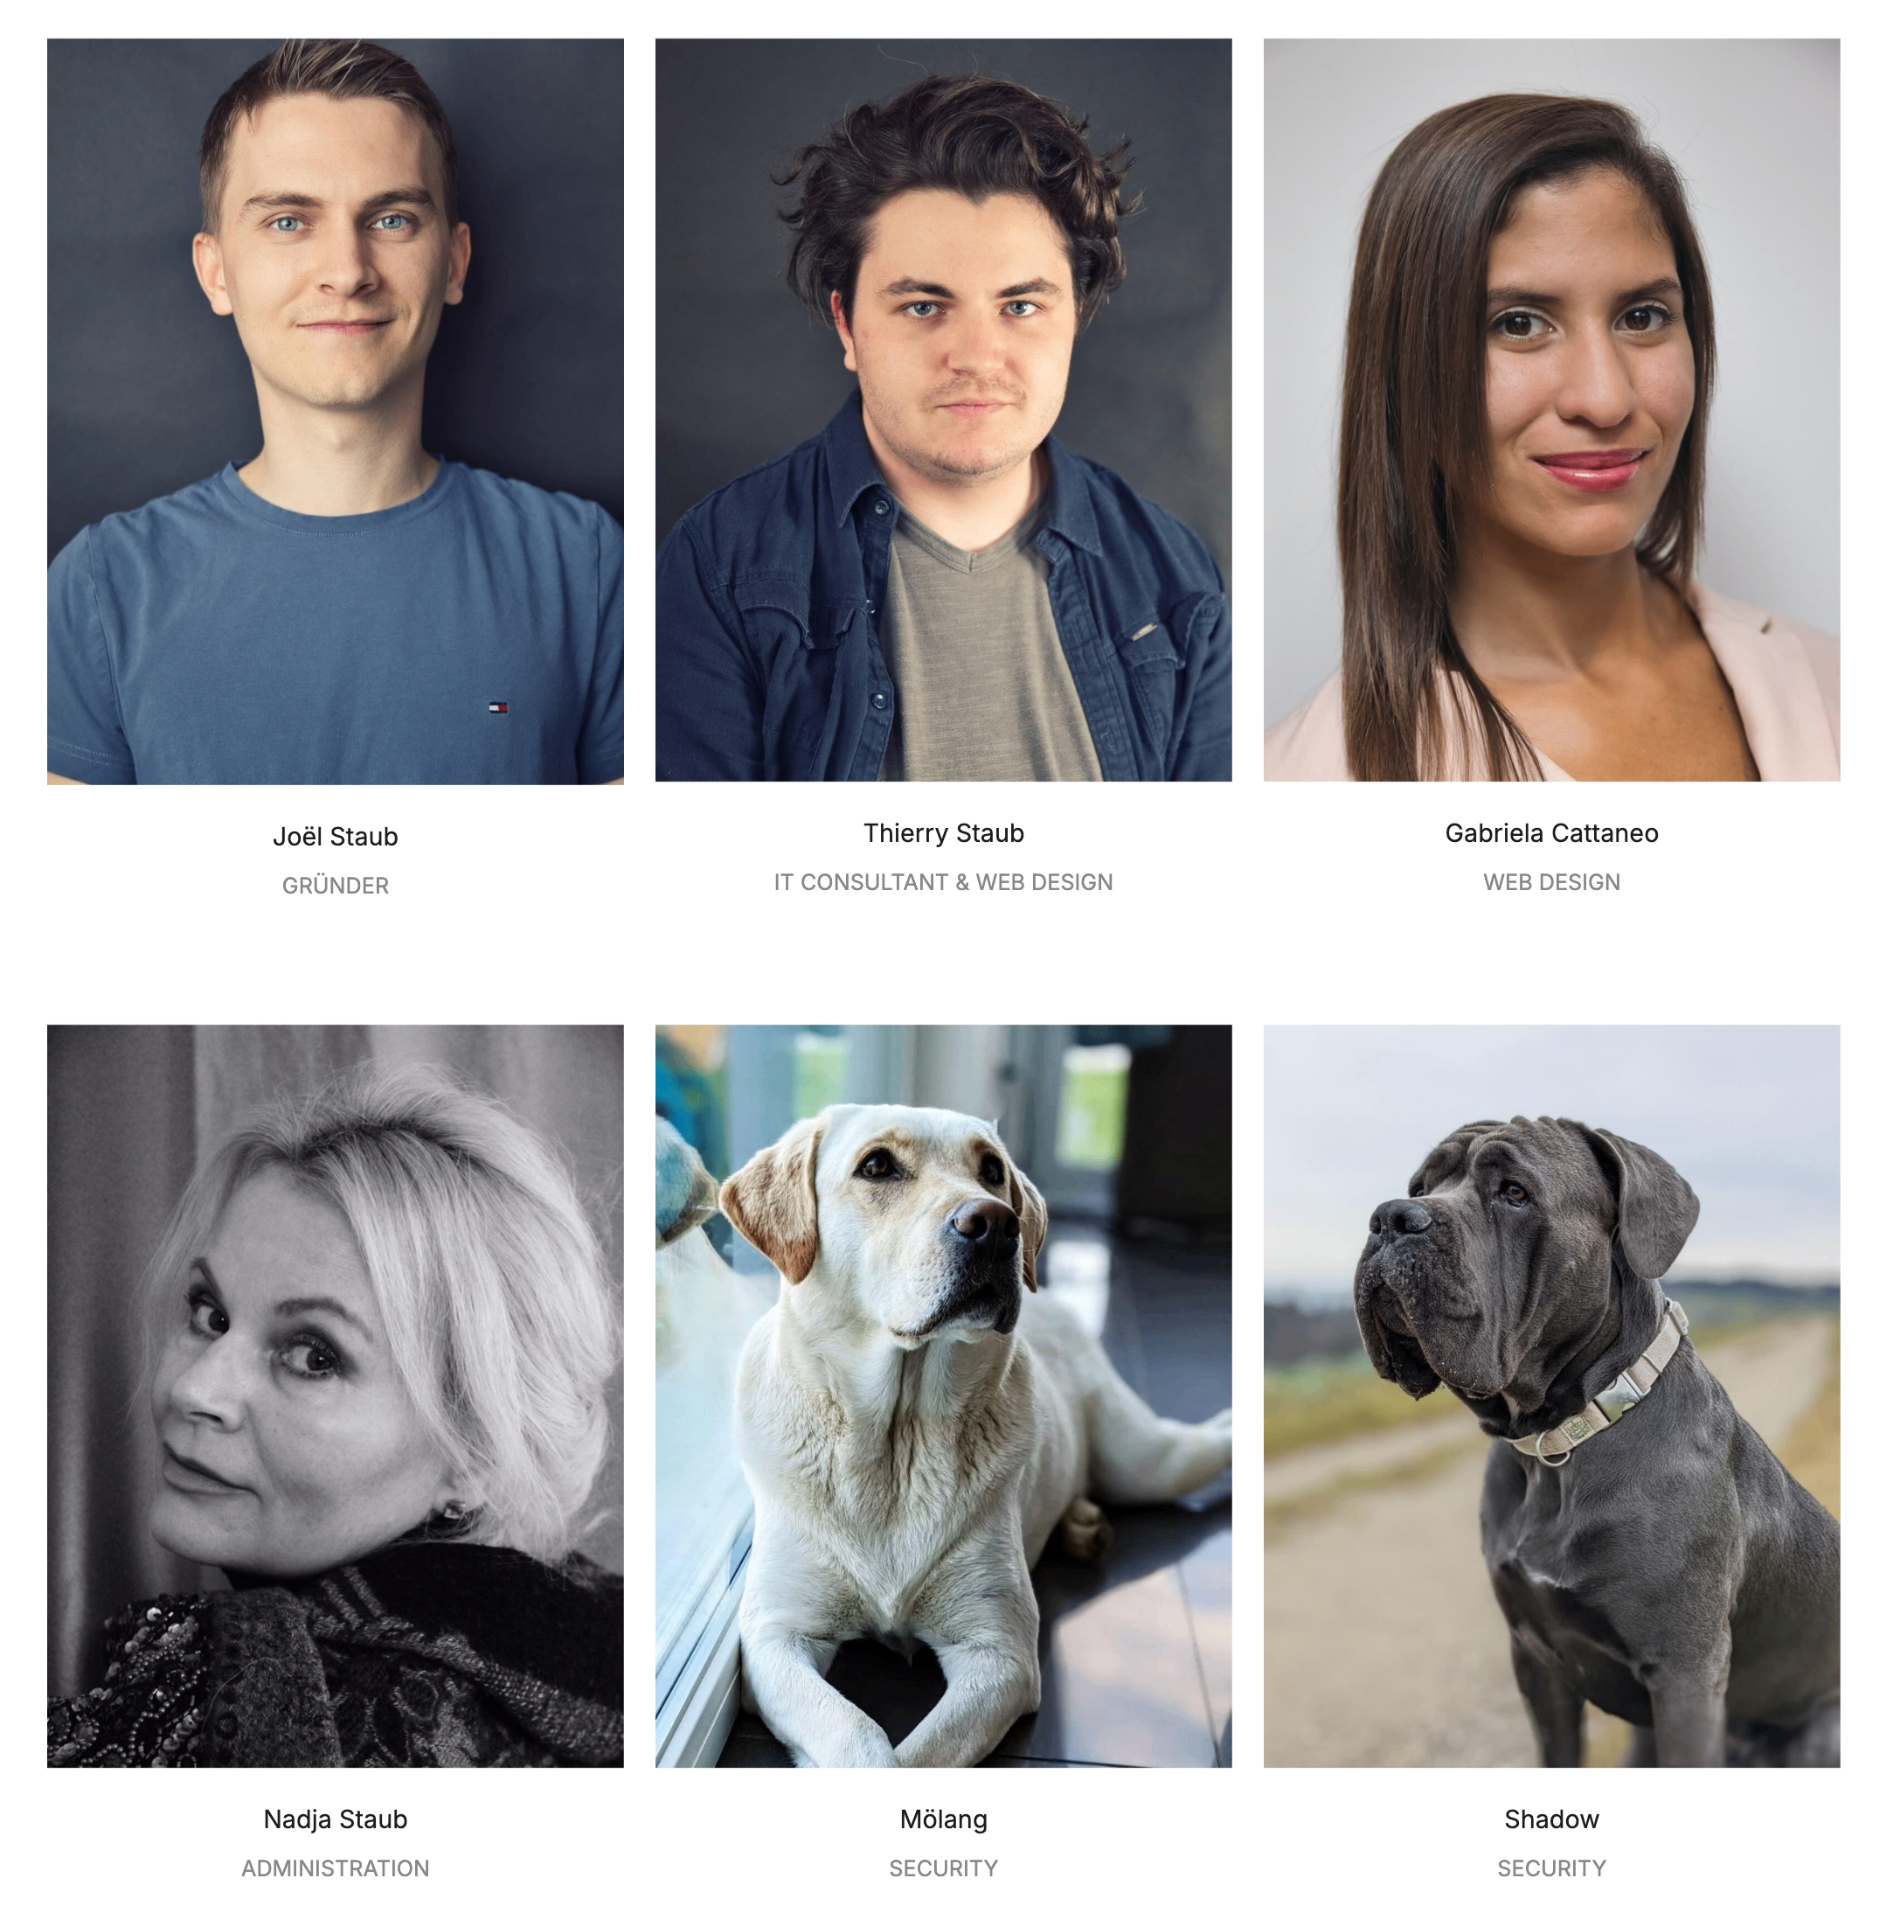 Joël Staub
GRÜNDER
Thierry Staub
IT CONSULTANT & WEB DESIGN
Gabriela Cattaneo
WEB DESIGN
Nadja Staub
ADMINISTRATION
Mölang
SECURITY
Shadow
SECURITY